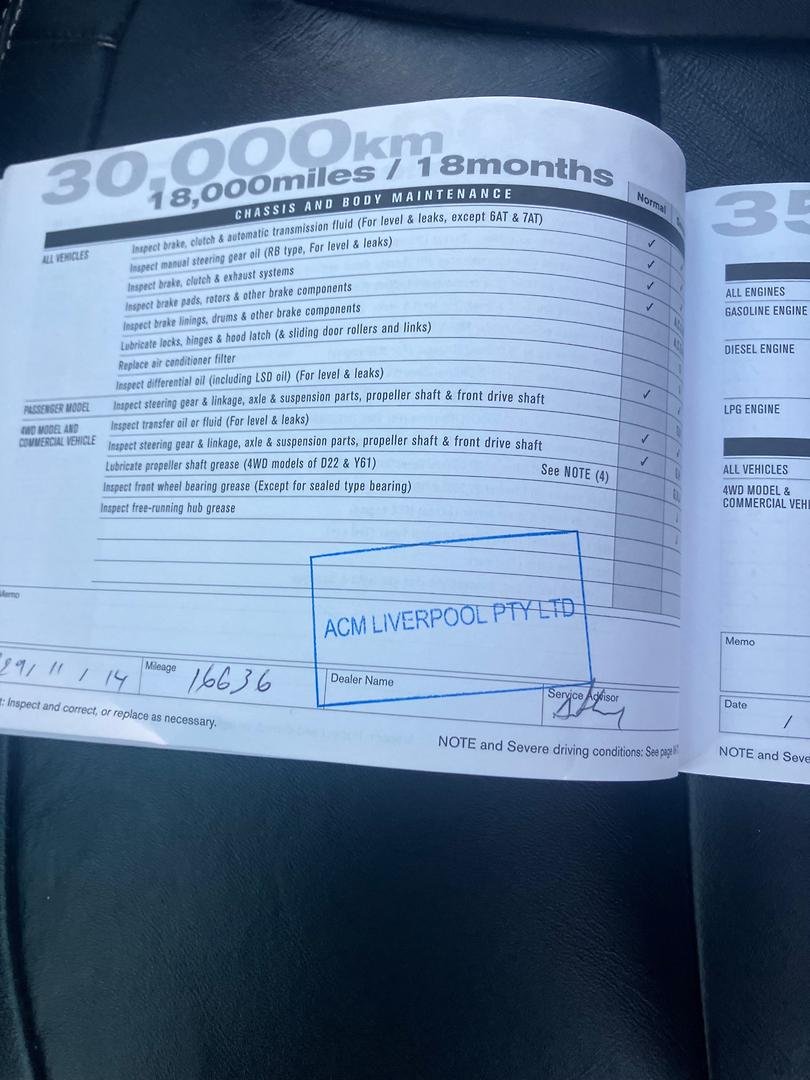 30,000km
18,000miles / 18months
CHASSIS AND BODY MAINTENANCE
Normal
ALL VEHICLES
Inspect brake, clutch & automatic transmission fluid (For level & leaks, except 6AT & 7AT)
Inspect manual steering gear oil (RB type, For level & leaks)
Inspect brake, clutch & exhaust systems
Inspect brake pads, rotors & other brake components
Inspect brake linings, drums & other brake components
Lubricate locks, hinges & hood latch (& sliding door rollers and links)
Replace air conditioner filter
Inspect differential oil (including LSD oil) (For level & leaks)
PASSENGER MODEL
Inspect steering gear & linkage, axle & suspension parts, propeller shaft & front drive shaft
4WD MODEL AND
COMMERCIAL VEHICLE
Inspect transfer oil or fluid (For level & leaks)
Inspect steering gear & linkage, axle & suspension parts, propeller shaft & front drive shaft
Lubricate propeller shaft grease (4WD models of D22 & Y61)
See NOTE (4)
Inspect front wheel bearing grease (Except for sealed type bearing)
Inspect free-running hub grease
Memo
ACM LIVERPOOL PTY LTD
29/ 11 / 14
Mileage
16636
Dealer Name
Service Advisor
: Inspect and correct, or replace as necessary.
NOTE and Severe driving conditions: See page
35
ALL ENGINES
GASOLINE ENGINE
DIESEL ENGINE
LPG ENGINE
ALL VEHICLES
4WD MODEL &
COMMERCIAL VEHI
Memo
Date
/
NOTE and Seve